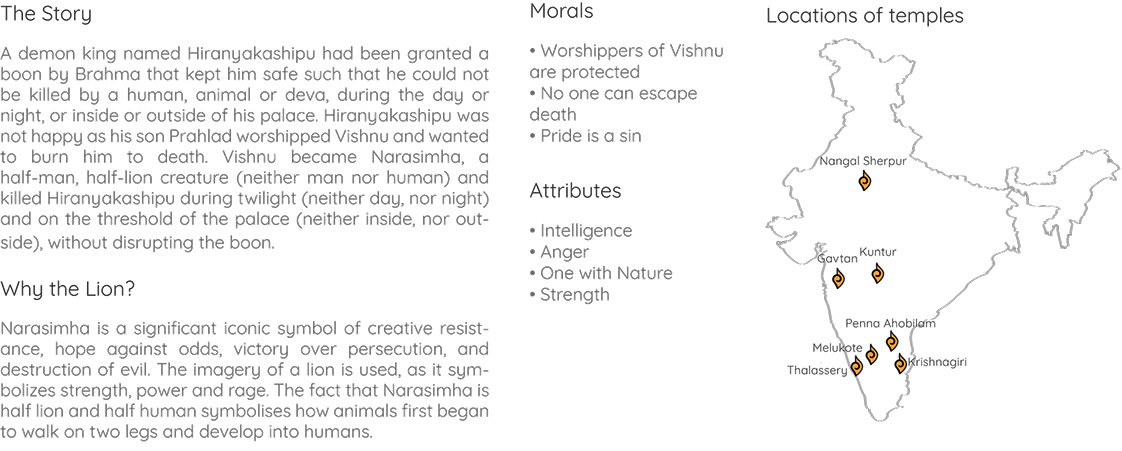 The Story
A demon king named Hiranyakashipu had been granted a
boon by Brahma that kept him safe such that he could not
be killed by a human, animal or deva, during the day or
night, or inside or outside of his palace. Hiranyakashipu was
not happy as his son Prahlad worshipped Vishnu and wanted
to burn him to death. Vishnu became Narasimha, a
half-man, half-lion creature (neither man nor human) and
killed Hiranyakashipu during twilight (neither day, nor night)
and on the threshold of the palace (neither inside, nor out-
side), without disrupting the boon.
Why the Lion?
Narasimha is a significant iconic symbol of creative resist-
ance, hope against odds, victory over persecution, and
destruction of evil. The imagery of a lion is used, as it sym-
bolizes strength, power and rage. The fact that Narasimha is
half lion and half human symbolises how animals first began
to walk on two legs and develop into humans.
Morals
• Worshippers of Vishnu
are protected
• No one can escape
death
• Pride is a sin
Attributes
• Intelligence
• Anger
• One with Nature
• Strength
Locations of temples
Nangal Sherpur
Gavtan
Kuntur
Penna Ahobilam
Melukote
Thalassery
Krishnagiri